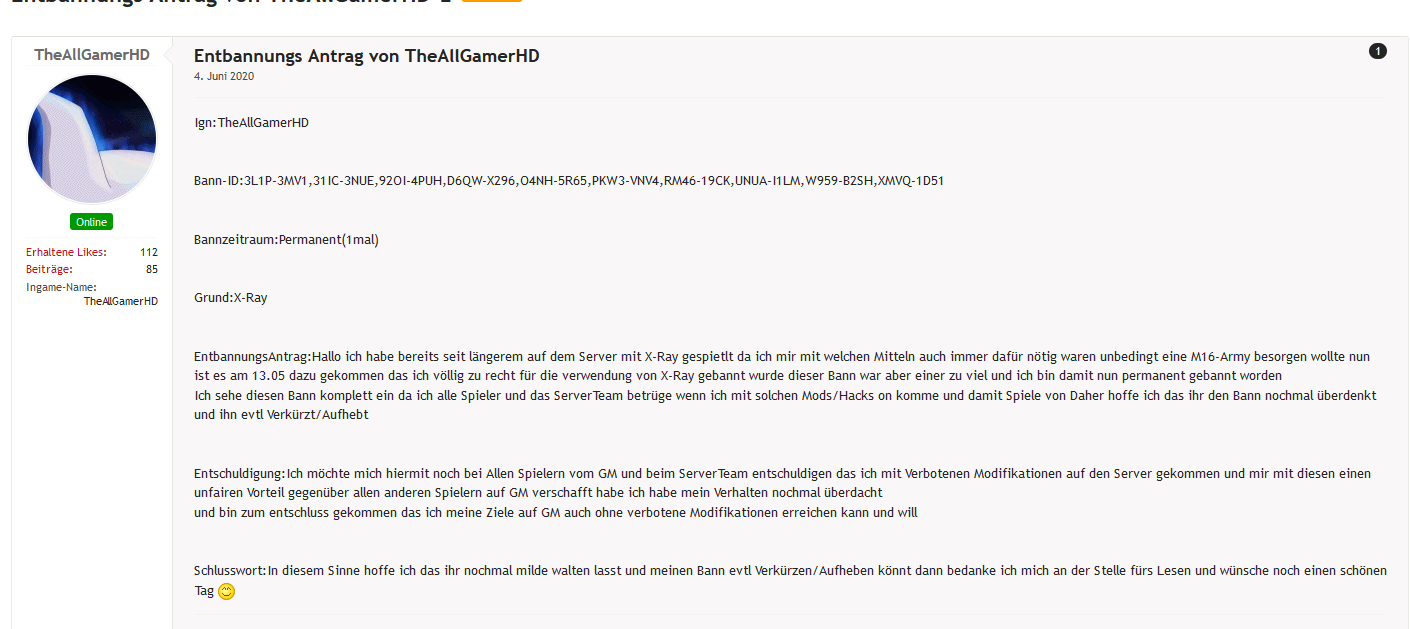 Entbannungs Antrag von TheAllGamerHD
TheAllGamerHD
Online
Erhaltene Likes: 112
Beiträge: 85
Ingame-Name:
TheAllGamerHD
Entbannungs Antrag von TheAllGamerHD
1
4. Juni 2020
Ign:TheAllGamerHD
Bann-ID:3L1P-3MV1,31IC-3NUE,92OI-4PUH,D6QW-X296,O4NH-5R65,PKW3-VNV4,RM46-19CK,UNUA-I1LM,W959-B2SH,XMVQ-1D51
Bannzeitraum:Permanent(1mal)
Grund:X-Ray
EntbannungsAntrag:Hallo ich habe bereits seit längerem auf dem Server mit X-Ray gespietlt da ich mir mit welchen Mitteln auch immer dafür nötig waren unbedingt eine M16-Army besorgen wollte nun
ist es am 13.05 dazu gekommen das ich völlig zu recht für die verwendung von X-Ray gebannt wurde dieser Bann war aber einer zu viel und ich bin damit nun permanent gebannt worden
Ich sehe diesen Bann komplett ein da ich alle Spieler und das ServerTeam betrüge wenn ich mit solchen Mods/Hacks on komme und damit Spiele von Daher hoffe ich das ihr den Bann nochmal überdenkt
und ihn evtl Verkürzt/Aufhebt
Entschuldigung:Ich möchte mich hiermit noch bei Allen Spielern vom GM und beim ServerTeam entschuldigen das ich mit Verbotenen Modifikationen auf den Server gekommen und mir mit diesen einen
unfairen Vorteil gegenüber allen anderen Spielern auf GM verschafft habe ich habe mein Verhalten nochmal überdacht
und bin zum entschluss gekommen das ich meine Ziele auf GM auch ohne verbotene Modifikationen erreichen kann und will
Schlusswort:In diesem Sinne hoffe ich das ihr nochmal milde walten lasst und meinen Bann evtl Verkürzen/Aufheben könnt dann bedanke ich mich an der Stelle fürs Lesen und wünsche noch einen schönen
Tag 😊